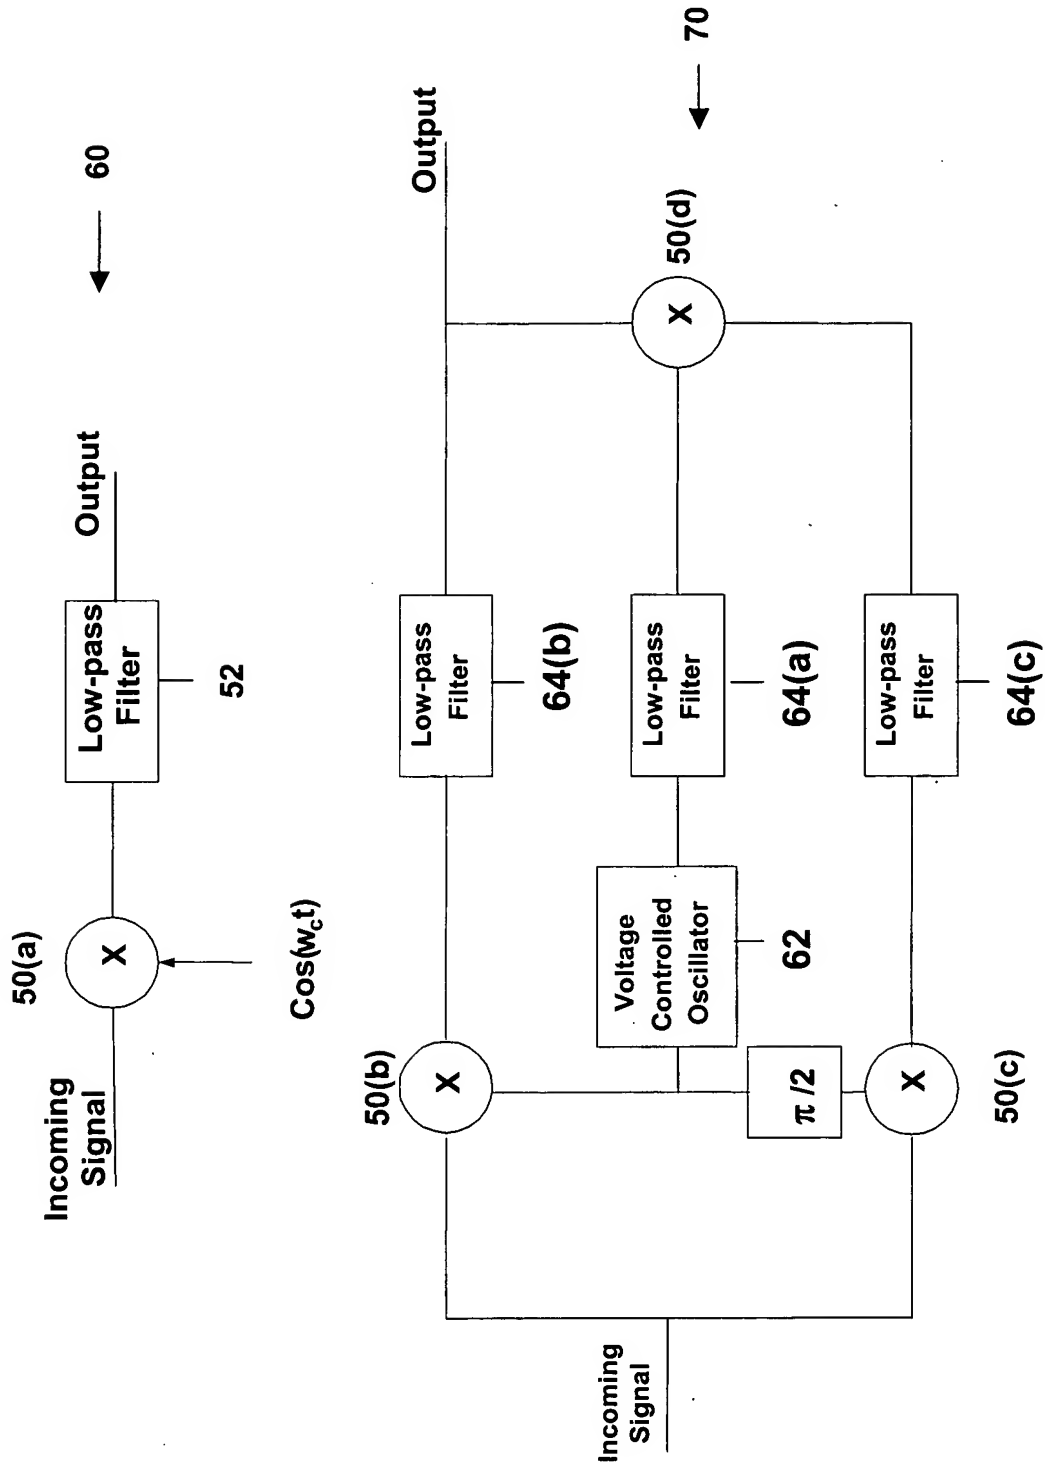 60
Incoming
Signal
50(a)
X
Cos(wct)
Low-pass
Filter
52
Output
70
Incoming
Signal
50(b)
X
π /2
X
50(c)
Voltage
Controlled
Oscillator
62
Low-pass
Filter
64(b)
Low-pass
Filter
64(a)
Low-pass
Filter
64(c)
X
50(d)
Output